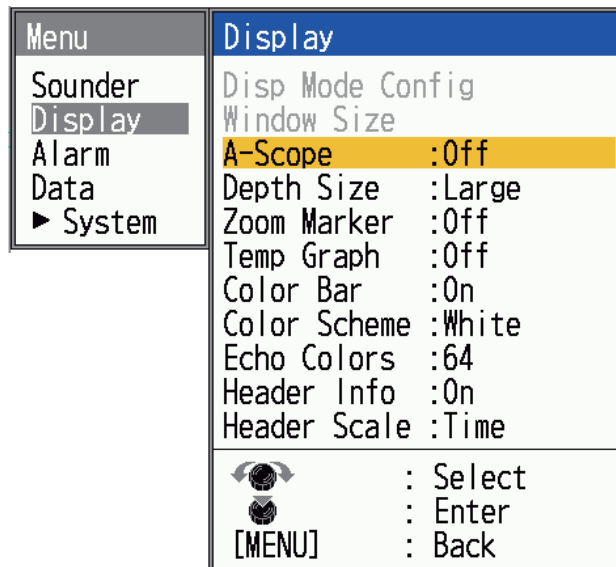 Menu
Sounder
Display
Alarm
Data
► System
Display
Disp Mode Config
Window Size
A-Scope :Off
Depth Size :Large
Zoom Marker :Off
Temp Graph :Off
Color Bar :On
Color Scheme :White
Echo Colors :64
Header Info :On
Header Scale :Time
: Select
: Enter
[MENU] : Back